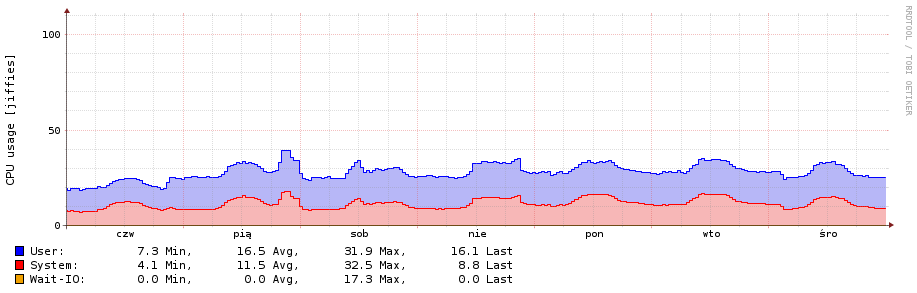 RRDTOOL / TOBI OETIKER
CPU usage [jiffies]
100
50
0
czw pią sob nie pon wto śro
User: 7.3 Min, 16.5 Avg, 31.9 Max, 16.1 Last
System: 4.1 Min, 11.5 Avg, 32.5 Max, 8.8 Last
Wait-IO: 0.0 Min, 0.0 Avg, 17.3 Max, 0.0 Last